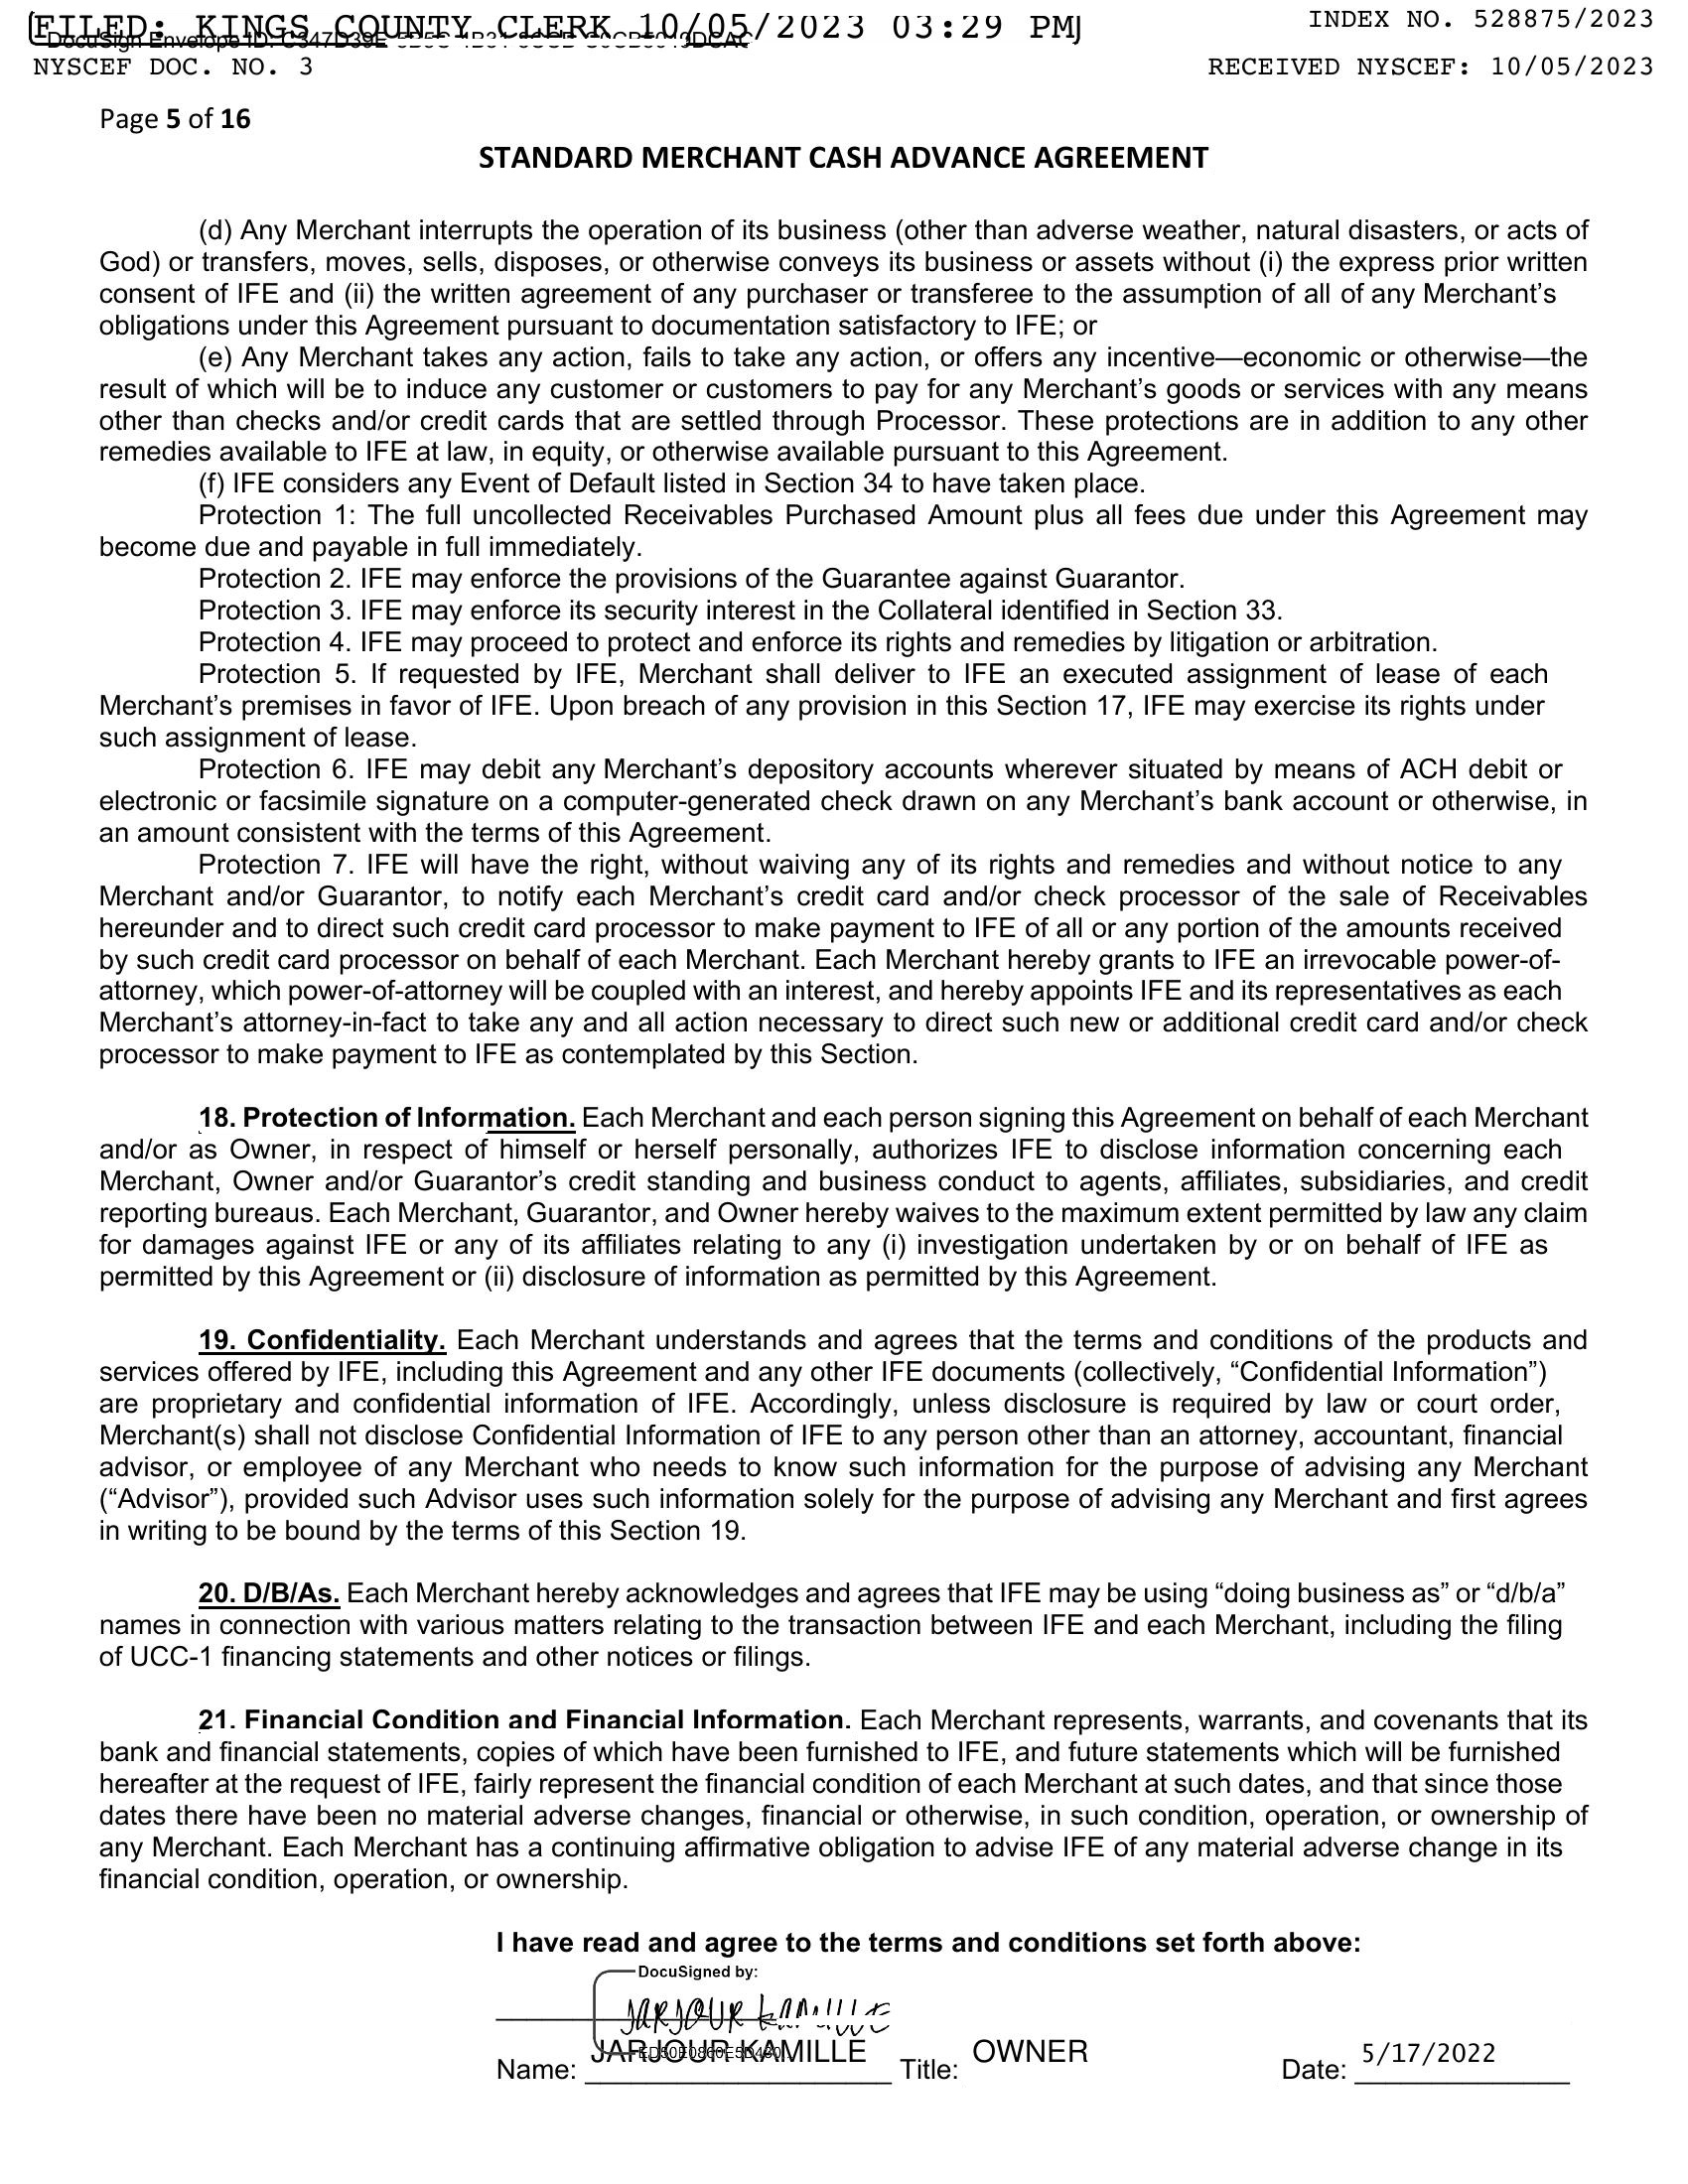 FILED: KINGS COUNTY CLERK 10/05/2023 03:29 PM
INDEX NO. 528875/2023
DocuSign Envelope ID:
NYSCEF DOC. NO. 3
RECEIVED NYSCEF: 10/05/2023
Page 5 of 16
STANDARD MERCHANT CASH ADVANCE AGREEMENT
(d) Any Merchant interrupts the operation of its business (other than adverse weather, natural disasters, or acts of
God) or transfers, moves, sells, disposes, or otherwise conveys its business or assets without (i) the express prior written
consent of IFE and (ii) the written agreement of any purchaser or transferee to the assumption of all of any Merchant’s
obligations under this Agreement pursuant to documentation satisfactory to IFE; or
(e) Any Merchant takes any action, fails to take any action, or offers any incentive—economic or otherwise—the
result of which will be to induce any customer or customers to pay for any Merchant’s goods or services with any means
other than checks and/or credit cards that are settled through Processor. These protections are in addition to any other
remedies available to IFE at law, in equity, or otherwise available pursuant to this Agreement.
(f) IFE considers any Event of Default listed in Section 34 to have taken place.
Protection 1: The full uncollected Receivables Purchased Amount plus all fees due under this Agreement may
become due and payable in full immediately.
Protection 2. IFE may enforce the provisions of the Guarantee against Guarantor.
Protection 3. IFE may enforce its security interest in the Collateral identified in Section 33.
Protection 4. IFE may proceed to protect and enforce its rights and remedies by litigation or arbitration.
Protection 5. If requested by IFE, Merchant shall deliver to IFE an executed assignment of lease of each
Merchant’s premises in favor of IFE. Upon breach of any provision in this Section 17, IFE may exercise its rights under
such assignment of lease.
Protection 6. IFE may debit any Merchant’s depository accounts wherever situated by means of ACH debit or
electronic or facsimile signature on a computer-generated check drawn on any Merchant’s bank account or otherwise, in
an amount consistent with the terms of this Agreement.
Protection 7. IFE will have the right, without waiving any of its rights and remedies and without notice to any
Merchant and/or Guarantor, to notify each Merchant’s credit card and/or check processor of the sale of Receivables
hereunder and to direct such credit card processor to make payment to IFE of all or any portion of the amounts received
by such credit card processor on behalf of each Merchant. Each Merchant hereby grants to IFE an irrevocable power-of-
attorney, which power-of-attorney will be coupled with an interest, and hereby appoints IFE and its representatives as each
Merchant’s attorney-in-fact to take any and all action necessary to direct such new or additional credit card and/or check
processor to make payment to IFE as contemplated by this Section.
18. Protection of Information. Each Merchant and each person signing this Agreement on behalf of each Merchant
and/or as Owner, in respect of himself or herself personally, authorizes IFE to disclose information concerning each
Merchant, Owner and/or Guarantor’s credit standing and business conduct to agents, affiliates, subsidiaries, and credit
reporting bureaus. Each Merchant, Guarantor, and Owner hereby waives to the maximum extent permitted by law any claim
for damages against IFE or any of its affiliates relating to any (i) investigation undertaken by or on behalf of IFE as
permitted by this Agreement or (ii) disclosure of information as permitted by this Agreement.
19. Confidentiality. Each Merchant understands and agrees that the terms and conditions of the products and
services offered by IFE, including this Agreement and any other IFE documents (collectively, “Confidential Information”)
are proprietary and confidential information of IFE. Accordingly, unless disclosure is required by law or court order,
Merchant(s) shall not disclose Confidential Information of IFE to any person other than an attorney, accountant, financial
advisor, or employee of any Merchant who needs to know such information for the purpose of advising any Merchant
(“Advisor”), provided such Advisor uses such information solely for the purpose of advising any Merchant and first agrees
in writing to be bound by the terms of this Section 19.
20. D/B/As. Each Merchant hereby acknowledges and agrees that IFE may be using “doing business as” or “d/b/a”
names in connection with various matters relating to the transaction between IFE and each Merchant, including the filing
of UCC-1 financing statements and other notices or filings.
21. Financial Condition and Financial Information. Each Merchant represents, warrants, and covenants that its
bank and financial statements, copies of which have been furnished to IFE, and future statements which will be furnished
hereafter at the request of IFE, fairly represent the financial condition of each Merchant at such dates, and that since those
dates there have been no material adverse changes, financial or otherwise, in such condition, operation, or ownership of
any Merchant. Each Merchant has a continuing affirmative obligation to advise IFE of any material adverse change in its
financial condition, operation, or ownership.
I have read and agree to the terms and conditions set forth above:
DocuSigned by:
JARJOUR KAMILLE
Name: JARJOUR KAMILLE Title: OWNER Date: 5/17/2022